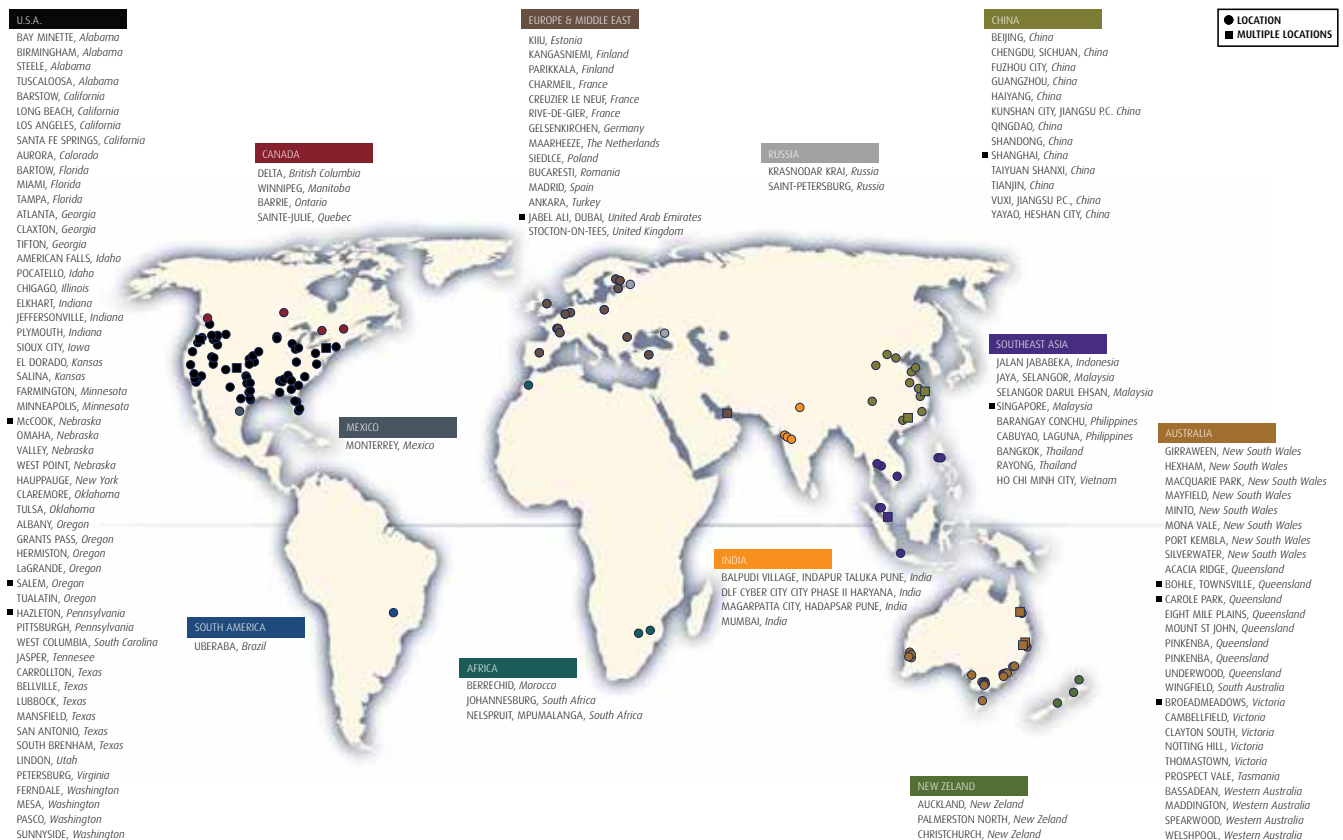 U.S.A.
BAY MINETTE, Alabama
BIRMINGHAM, Alabama
STEELE, Alabama
TUSCALOOSA, Alabama
BARSTOW, California
LONG BEACH, California
LOS ANGELES, California
SANTA FE SPRINGS, California
AURORA, Colorado
BARTOW, Florida
MIAMI, Florida
TAMPA, Florida
ATLANTA, Georgia
CLAXTON, Georgia
TIFTON, Georgia
AMERICAN FALLS, Idaho
POCATELLO, Idaho
CHIGAGO, Illinois
ELKHART, Indiana
JEFFERSONVILLE, Indiana
PLYMOUTH, Indiana
SIOUX CITY, Iowa
EL DORADO, Kansas
SALINA, Kansas
FARMINGTON, Minnesota
MINNEAPOLIS, Minnesota
McCOOK, Nebraska
OMAHA, Nebraska
VALLEY, Nebraska
WEST POINT, Nebraska
HAUPPAUGE, New York
CLAREMORE, Oklahoma
TULSA, Oklahoma
ALBANY, Oregon
GRANTS PASS, Oregon
HERMISTON, Oregon
LaGRANDE, Oregon
SALEM, Oregon
TUALATIN, Oregon
HAZLETON, Pennsylvania
PITTSBURGH, Pennsylvania
WEST COLUMBIA, South Carolina
JASPER, Tennesee
CARROLLTON, Texas
BELLVILLE, Texas
LUBBOCK, Texas
MANSFIELD, Texas
SAN ANTONIO, Texas
SOUTH BRENHAM, Texas
LINDON, Utah
PETERSBURG, Virginia
FERNDALE, Washington
MESA, Washington
PASCO, Washington
SUNNYSIDE, Washington
CANADA
DELTA, British Columbia
WINNIPEG, Manitoba
BARRIE, Ontario
SAINTE-JULIE, Quebec
MEXICO
MONTERREY, Mexico
SOUTH AMERICA
UBERABA, Brazil
EUROPE & MIDDLE EAST
KIIU, Estonia
KANGASNIEMI, Finland
PARIKKALA, Finland
CHARMEIL, France
CREUZIER LE NEUF, France
RIVE-DE-GIER, France
GELSENKIRCHEN, Germany
MAARHEEZE, The Netherlands
SIEDLCE, Poland
BUCARESTI, Romania
MADRID, Spain
ANKARA, Turkey
JABEL ALI, DUBAI, United Arab Emirates
STOCTON-ON-TEES, United Kingdom
AFRICA
BERRECHID, Morocco
JOHANNESBURG, South Africa
NELSPRUIT, MPUMALANGA, South Africa
RUSSIA
KRASNODAR KRAI, Russia
SAINT-PETERSBURG, Russia
INDIA
BALPUDI VILLAGE, INDAPUR TALUKA PUNE, India
DLF CYBER CITY CITY PHASE II HARYANA, India
MAGARPATTA CITY, HADAPSAR PUNE, India
MUMBAI, India
CHINA
BEIJING, China
CHENGDU, SICHUAN, China
FUZHOU CITY, China
GUANGZHOU, China
HAIYANG, China
KUNSHAN CITY, JIANGSU P.C. China
QINGDAO, China
SHANDONG, China
SHANGHAI, China
TAIYUAN SHANXI, China
TIANJIN, China
VUXI, JIANGSU P.C., China
YAYAO, HESHAN CITY, China
SOUTHEAST ASIA
JALAN JABABEKA, Indonesia
JAYA, SELANGOR, Malaysia
SELANGOR DARUL EHSAN, Malaysia
SINGAPORE, Malaysia
BARANGAY CONCHU, Philippines
CABUYAO, LAGUNA, Philippines
BANGKOK, Thailand
RAYONG, Thailand
HO CHI MINH CITY, Vietnam
NEW ZELAND
AUCKLAND, New Zeland
PALMERSTON NORTH, New Zeland
CHRISTCHURCH, New Zeland
LOCATION
MULTIPLE LOCATIONS
AUSTRALIA
GIRRAWEEN, New South Wales
HEXHAM, New South Wales
MACQUARIE PARK, New South Wales
MAYFIELD, New South Wales
MINTO, New South Wales
MONA VALE, New South Wales
PORT KEMBLA, New South Wales
SILVERWATER, New South Wales
ACACIA RIDGE, Queensland
BOHLE, TOWNSVILLE, Queensland
CAROLE PARK, Queensland
EIGHT MILE PLAINS, Queensland
MOUNT ST JOHN, Queensland
PINKENBA, Queensland
PINKENBA, Queensland
UNDERWOOD, Queensland
WINGFIELD, South Australia
BROEADMEADOWS, Victoria
CAMBELLFIELD, Victoria
CLAYTON SOUTH, Victoria
NOTTING HILL, Victoria
THOMASTOWN, Victoria
PROSPECT VALE, Tasmania
BASSADEAN, Western Australia
MADDINGTON, Western Australia
SPEARWOOD, Western Australia
WELSHPOOL, Western Australia